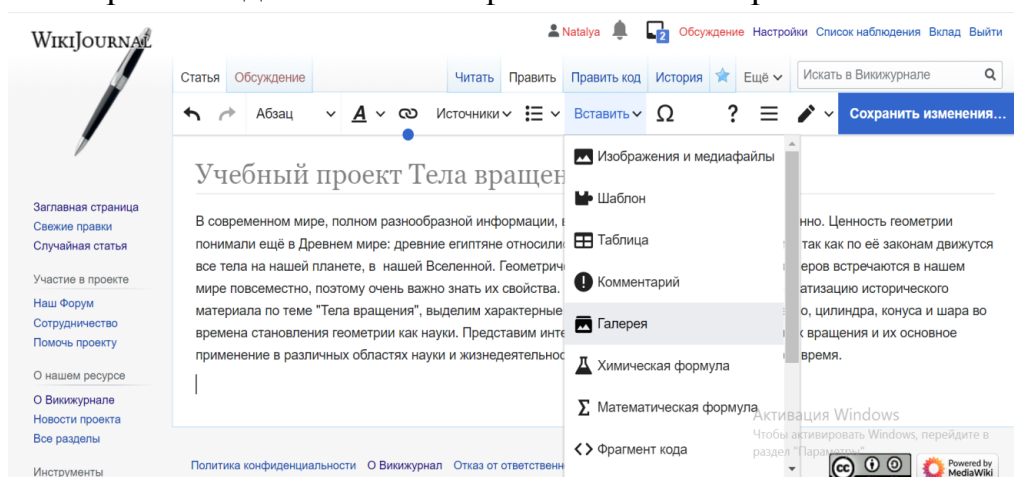 WikiJournal
Natalya 2 Обсуждение Настройки Список наблюдения Вклад Выйти
Статья Обсуждение Читать Править Править код История Ещё Искать в Викижурнале
Абзац A Источники Вставить Ω ? Сохранить изменения...
Изображения и медиафайлы
Шаблон
Таблица
Комментарий
Галерея
Химическая формула
Математическая формула
Фрагмент кода
Учебный проект Тела вращен
В современном мире, полном разнообразной информации, нно. Ценность геометрии
понимали ещё в Древнем мире: древние египтяне относили так как по её законам движутся
все тела на нашей планете, в нашей Вселенной. Геометрич еров встречаются в нашем
мире повсеместно, поэтому очень важно знать их свойства. атизацию исторического
материала по теме "Тела вращения", выделим характерные о, цилиндра, конуса и шара во
времена становления геометрии как науки. Представим инте х вращения и их основное
применение в различных областях науки и жизнедеятельнос время.
Заглавная страница
Свежие правки
Случайная статья
Участие в проекте
Наш Форум
Сотрудничество
Помочь проекту
О нашем ресурсе
О Викижурнале
Новости проекта
Все разделы
Инструменты
Активация Windows
Чтобы активировать Windows, перейдите в
раздел "Параметры".
Политика конфиденциальности О Викижурнал Отказ от ответственн
cc
Powered by
MediaWiki